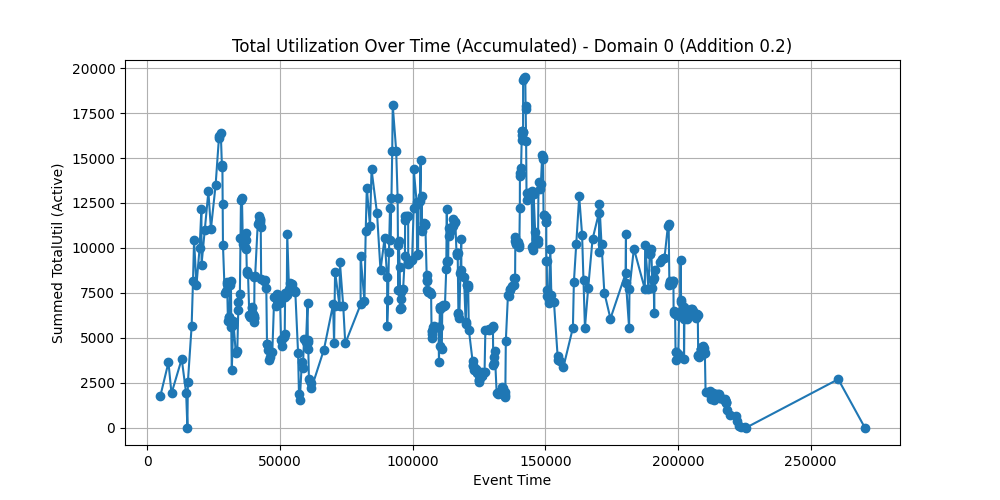 Total Utilization Over Time (Accumulated) - Domain 0 (Addition 0.2)
Summed TotalUtil (Active)
20000
17500
15000
12500
10000
7500
5000
2500
0
0 50000 100000 150000 200000 250000
Event Time